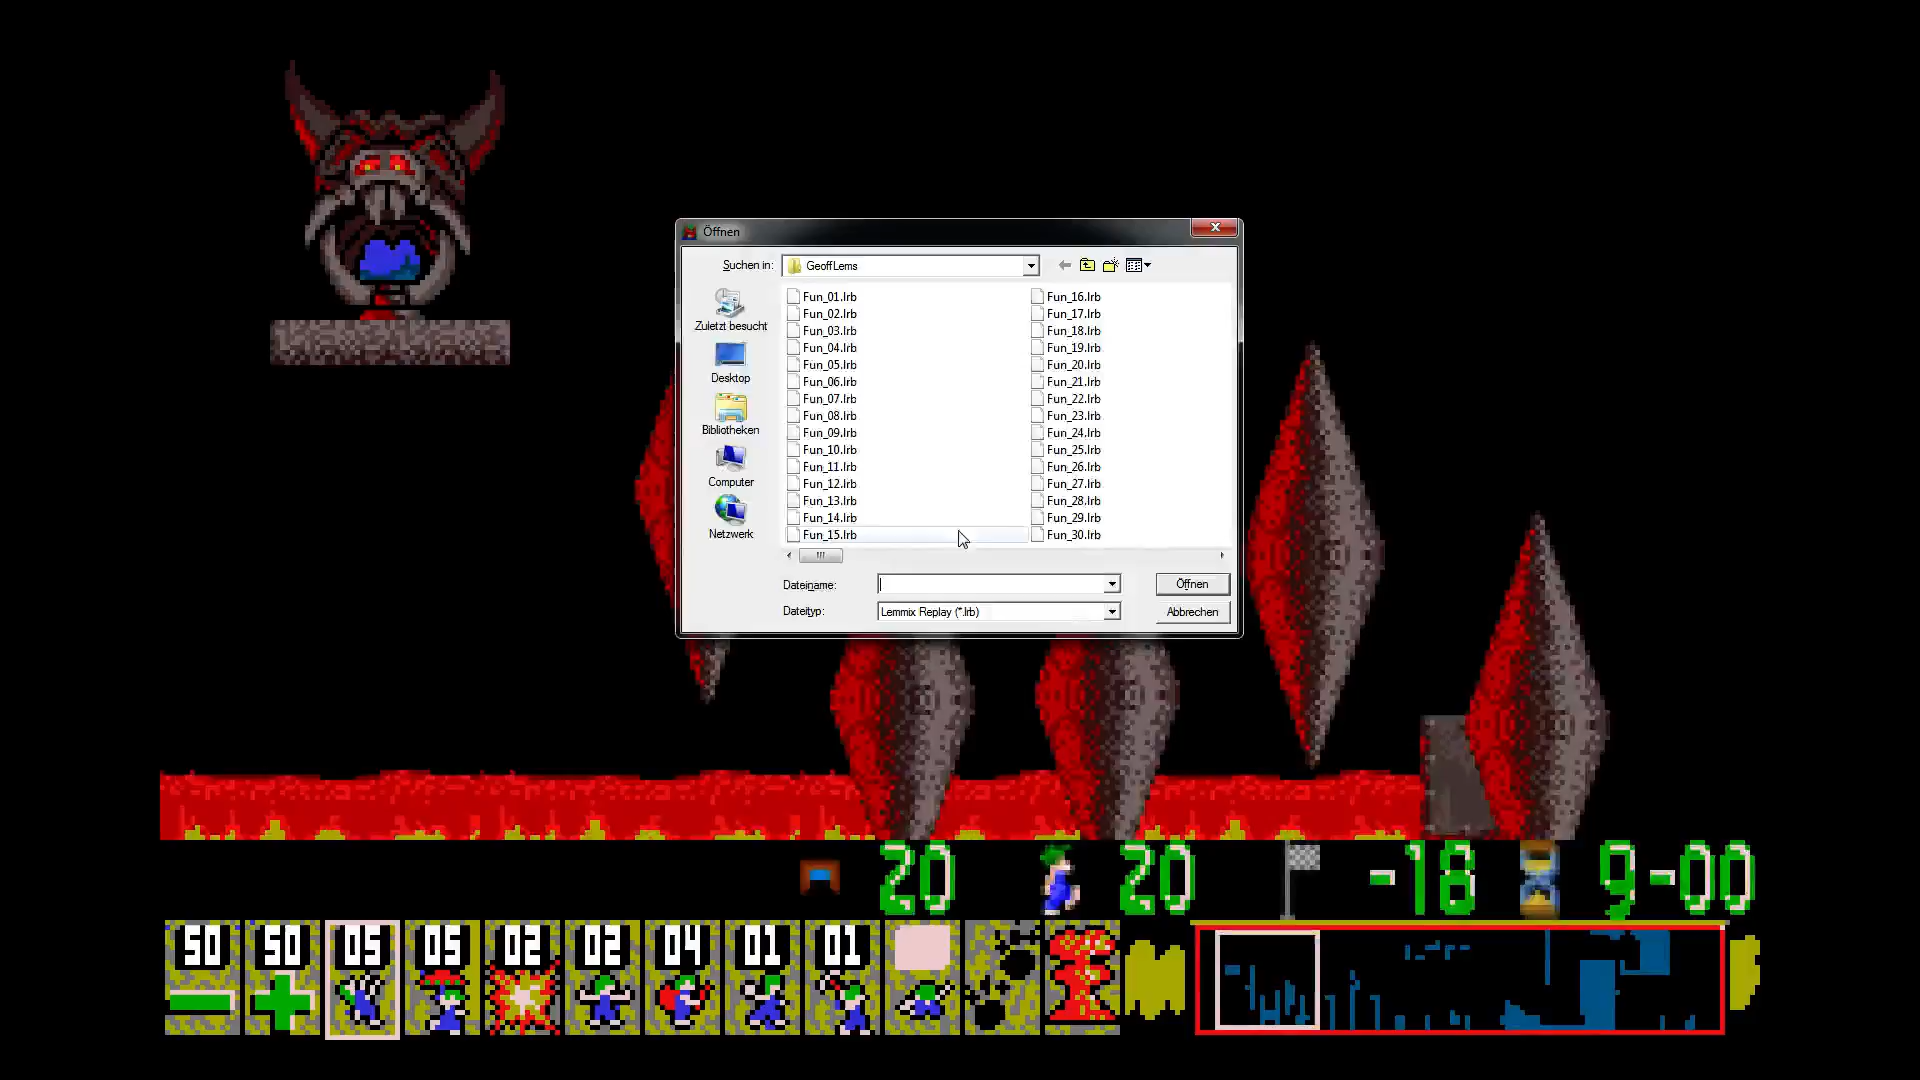 Öffnen
Suchen in: GeoffLems
Zuletzt besucht
Desktop
Bibliotheken
Computer
Netzwerk
Fun_01.lrb
Fun_02.lrb
Fun_03.lrb
Fun_04.lrb
Fun_05.lrb
Fun_06.lrb
Fun_07.lrb
Fun_08.lrb
Fun_09.lrb
Fun_10.lrb
Fun_11.lrb
Fun_12.lrb
Fun_13.lrb
Fun_14.lrb
Fun_15.lrb
Fun_16.lrb
Fun_17.lrb
Fun_18.lrb
Fun_19.lrb
Fun_20.lrb
Fun_21.lrb
Fun_22.lrb
Fun_23.lrb
Fun_24.lrb
Fun_25.lrb
Fun_26.lrb
Fun_27.lrb
Fun_28.lrb
Fun_29.lrb
Fun_30.lrb
Dateiname: Öffnen
Dateityp: Lemmix Replay (*.lrb) Abbrechen
20 20 -18 9-00
50 50 05 05 02 02 04 01 01